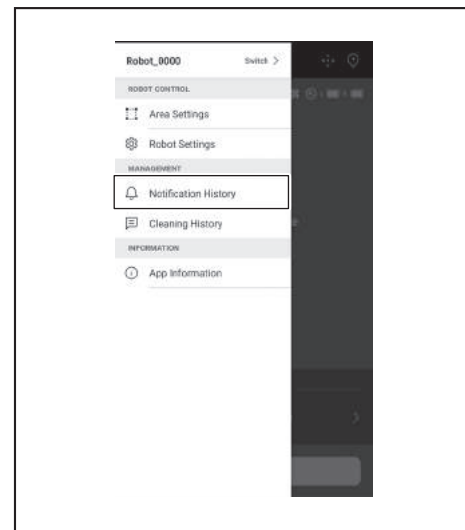 Robot_0000 Switch >
ROBOT CONTROL
Area Settings
Robot Settings
MANAGEMENT
Notification History
Cleaning History
INFORMATION
App Information